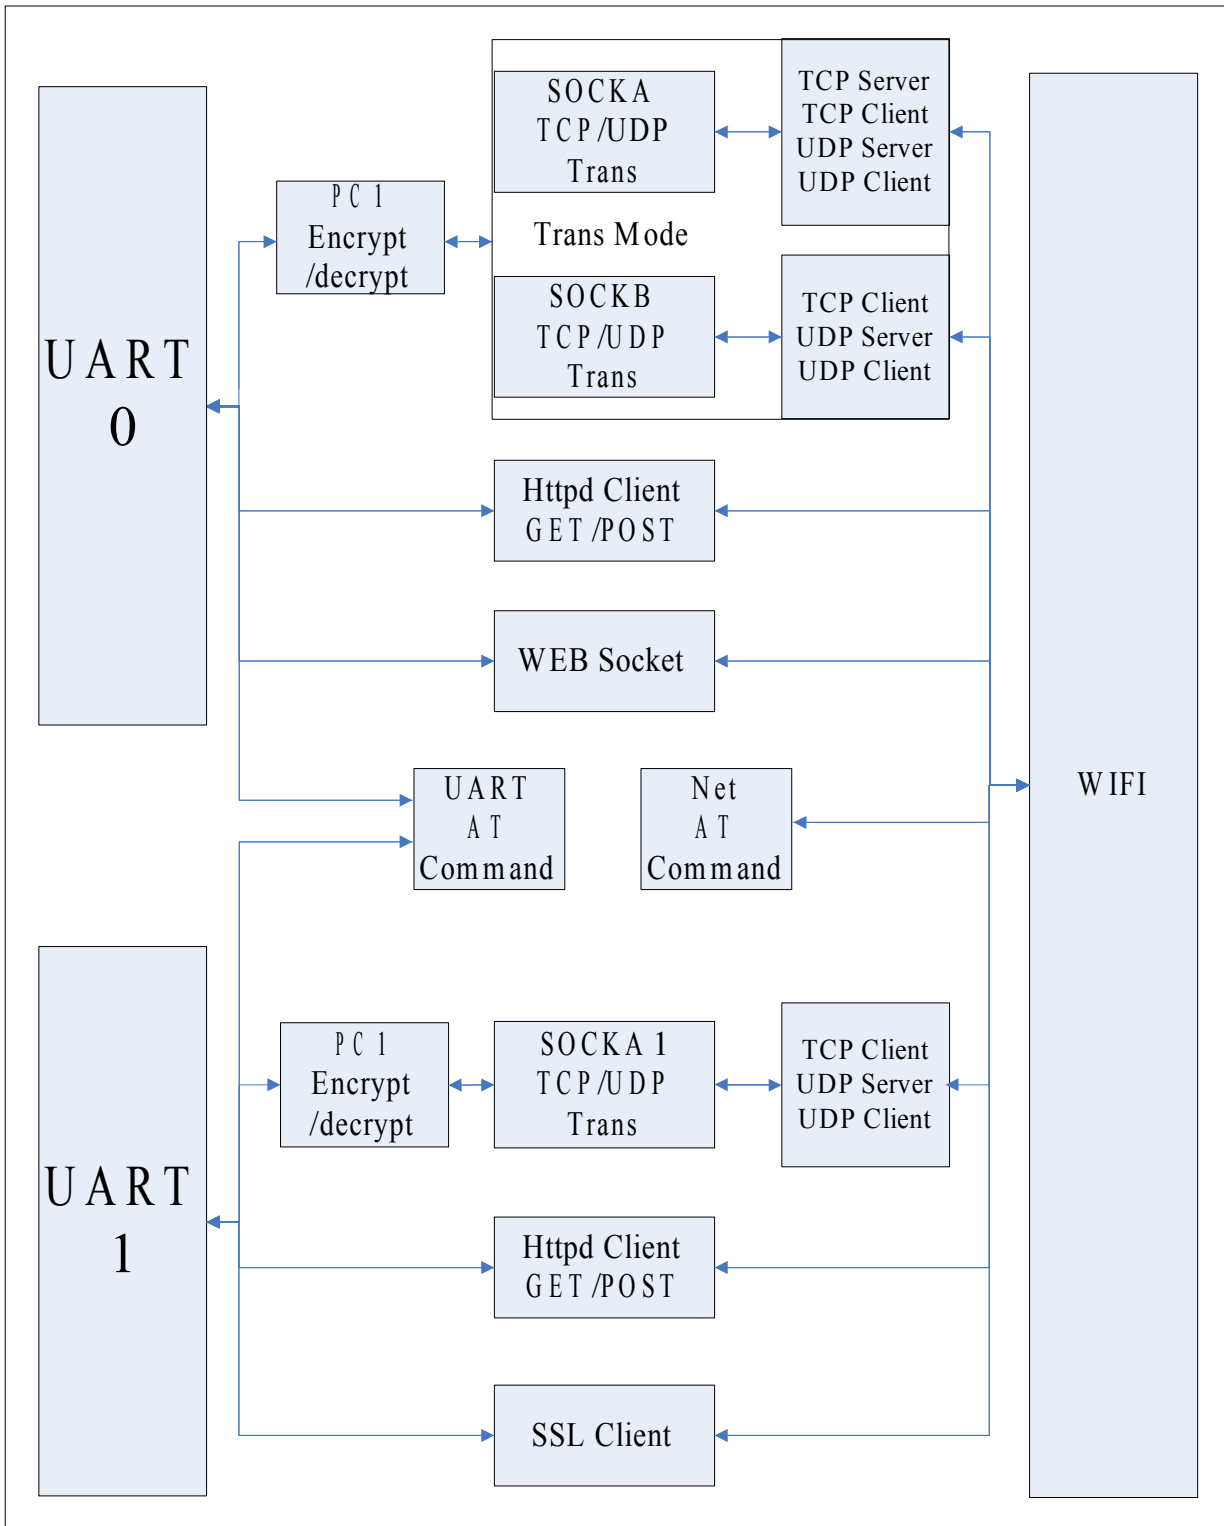 UART
0
PC1
Encrypt
/decrypt
SOCKA
TCP/UDP
Trans
Trans Mode
SOCKB
TCP/UDP
Trans
TCP Server
TCP Client
UDP Server
UDP Client
TCP Client
UDP Server
UDP Client
Httpd Client
GET/POST
WEB Socket
UART
AT
Command
Net
AT
Command
WIFI
UART
1
PC1
Encrypt
/decrypt
SOCKA1
TCP/UDP
Trans
TCP Client
UDP Server
UDP Client
Httpd Client
GET/POST
SSL Client